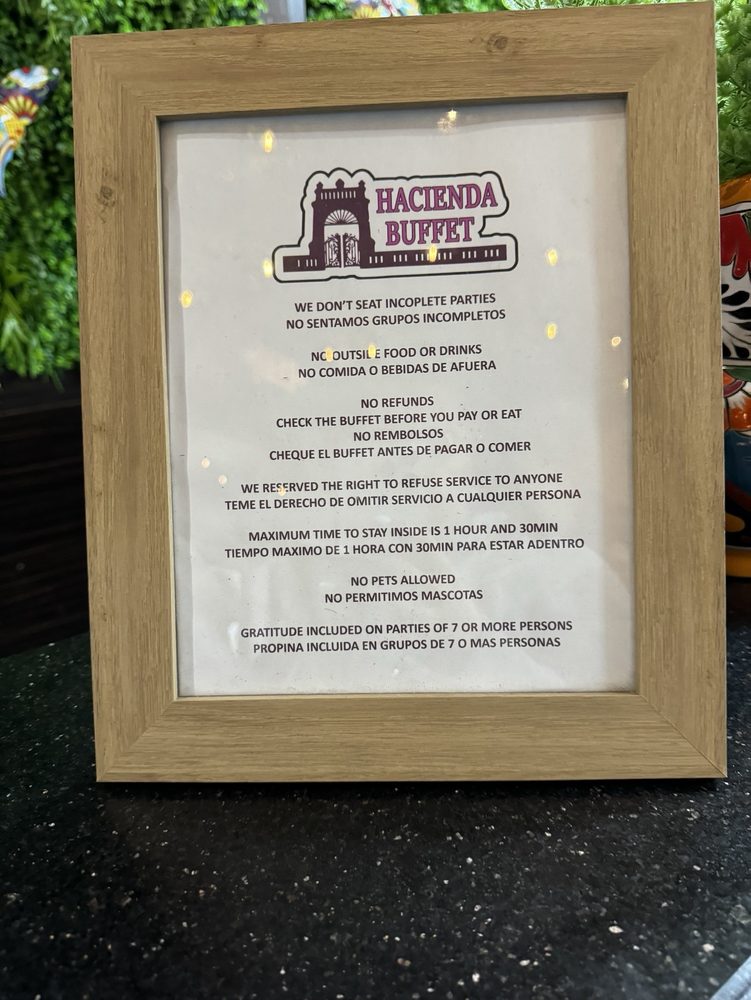 HACIENDA
BUFFET
WE DON'T SEAT INCOPLETE PARTIES
NO SENTAMOS GRUPOS INCOMPLETOS
NO OUTSIDE FOOD OR DRINKS
NO COMIDA O BEBIDAS DE AFUERA
NO REFUNDS
CHECK THE BUFFET BEFORE YOU PAY OR EAT
NO REMBOLSOS
CHEQUE EL BUFFET ANTES DE PAGAR O COMER
WE RESERVED THE RIGHT TO REFUSE SERVICE TO ANYONE
TEME EL DERECHO DE OMITIR SERVICIO A CUALQUIER PERSONA
MAXIMUM TIME TO STAY INSIDE IS 1 HOUR AND 30MIN
TIEMPO MAXIMO DE 1 HORA CON 30MIN PARA ESTAR ADENTRO
NO PETS ALLOWED
NO PERMITIMOS MASCOTAS
GRATITUDE INCLUDED ON PARTIES OF 7 OR MORE PERSONS
PROPINA INCLUIDA EN GRUPOS DE 7 O MAS PERSONAS